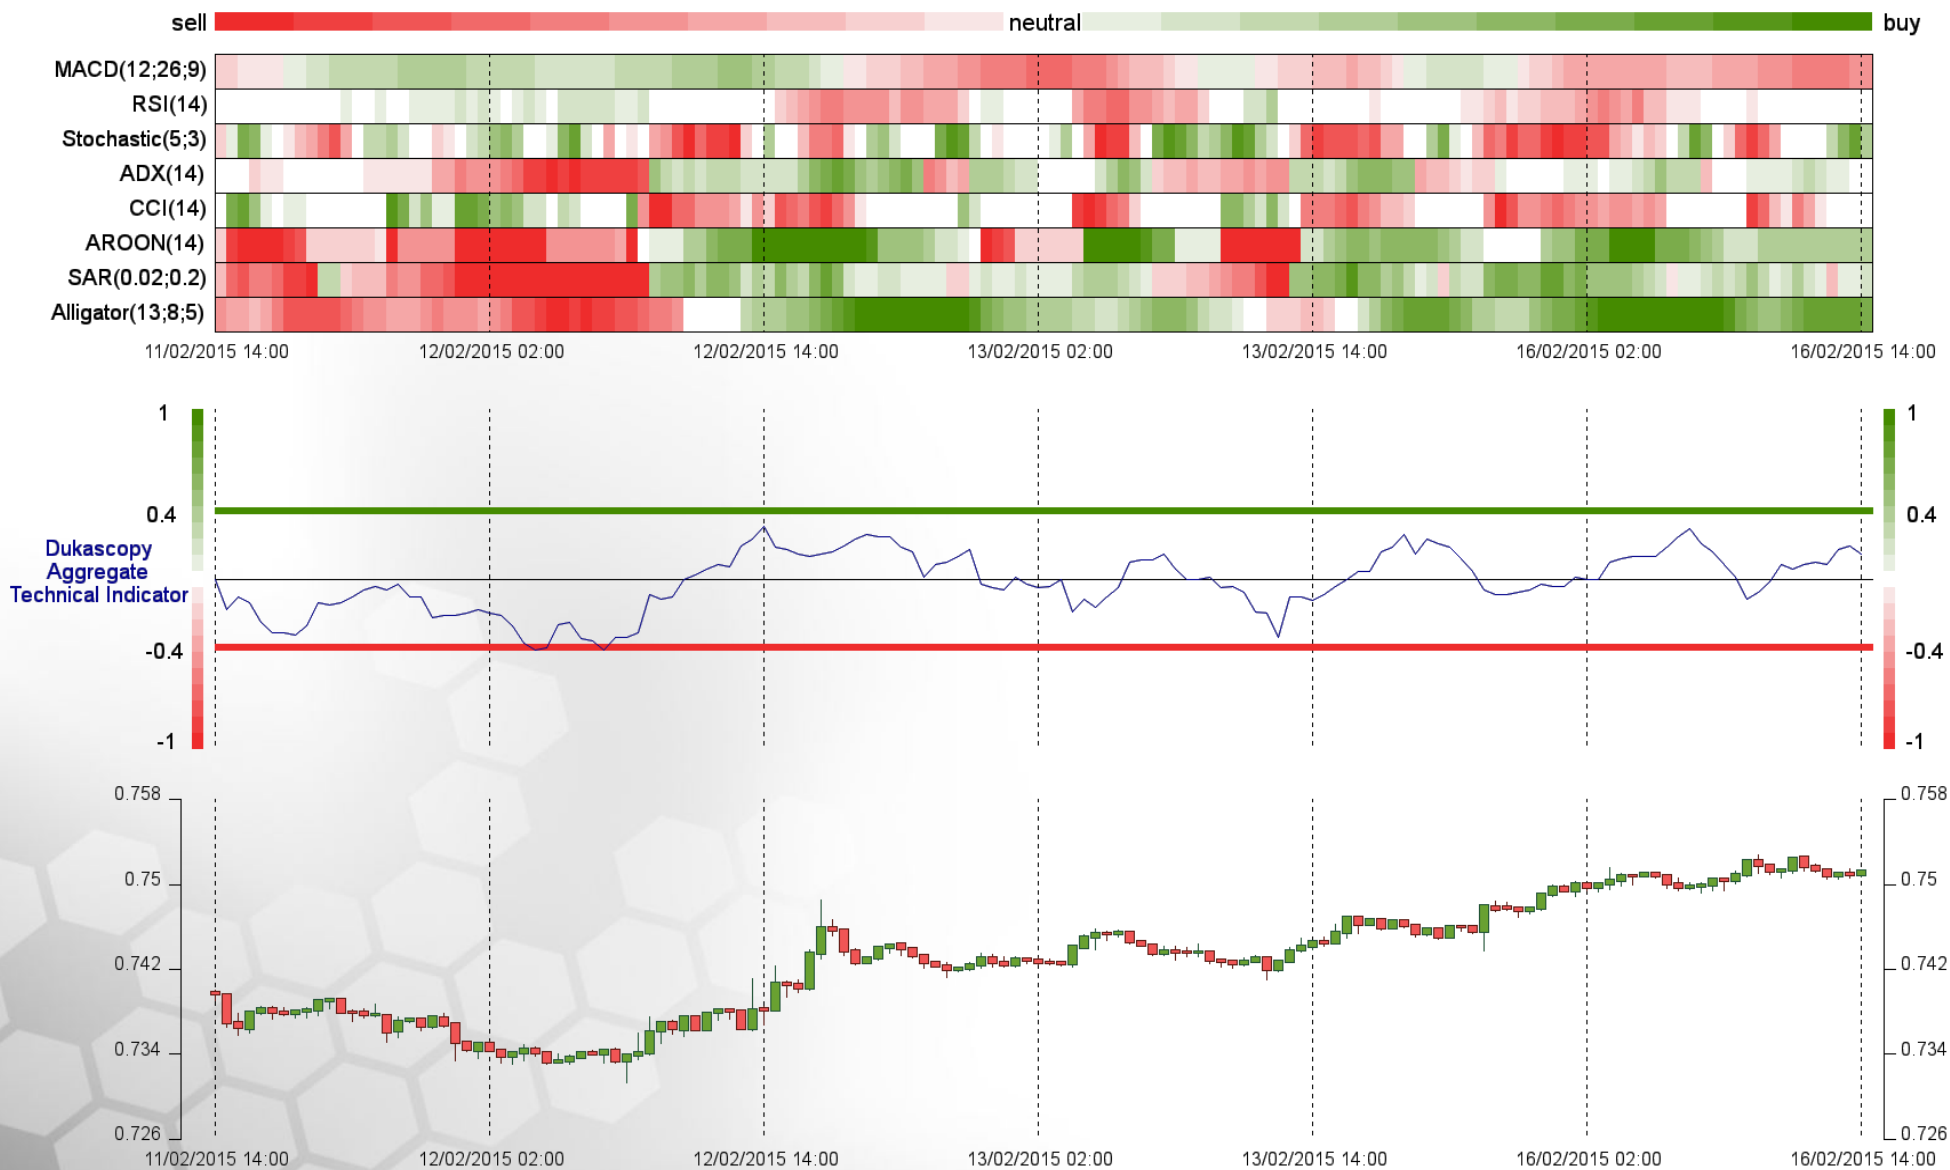 sell neutral buy
MACD(12;26;9)
RSI(14)
Stochastic(5;3)
ADX(14)
CCI(14)
AROON(14)
SAR(0.02;0.2)
Alligator(13;8;5)
11/02/2015 14:00 12/02/2015 02:00 12/02/2015 14:00 13/02/2015 02:00 13/02/2015 14:00 16/02/2015 02:00 16/02/2015 14:00
1 1
0.4 0.4
Dukascopy
Aggregate
Technical Indicator
-0.4 -0.4
-1 -1
0.758 0.758
0.75 0.75
0.742 0.742
0.734 0.734
0.726 0.726
11/02/2015 14:00 12/02/2015 02:00 12/02/2015 14:00 13/02/2015 02:00 13/02/2015 14:00 16/02/2015 02:00 16/02/2015 14:00